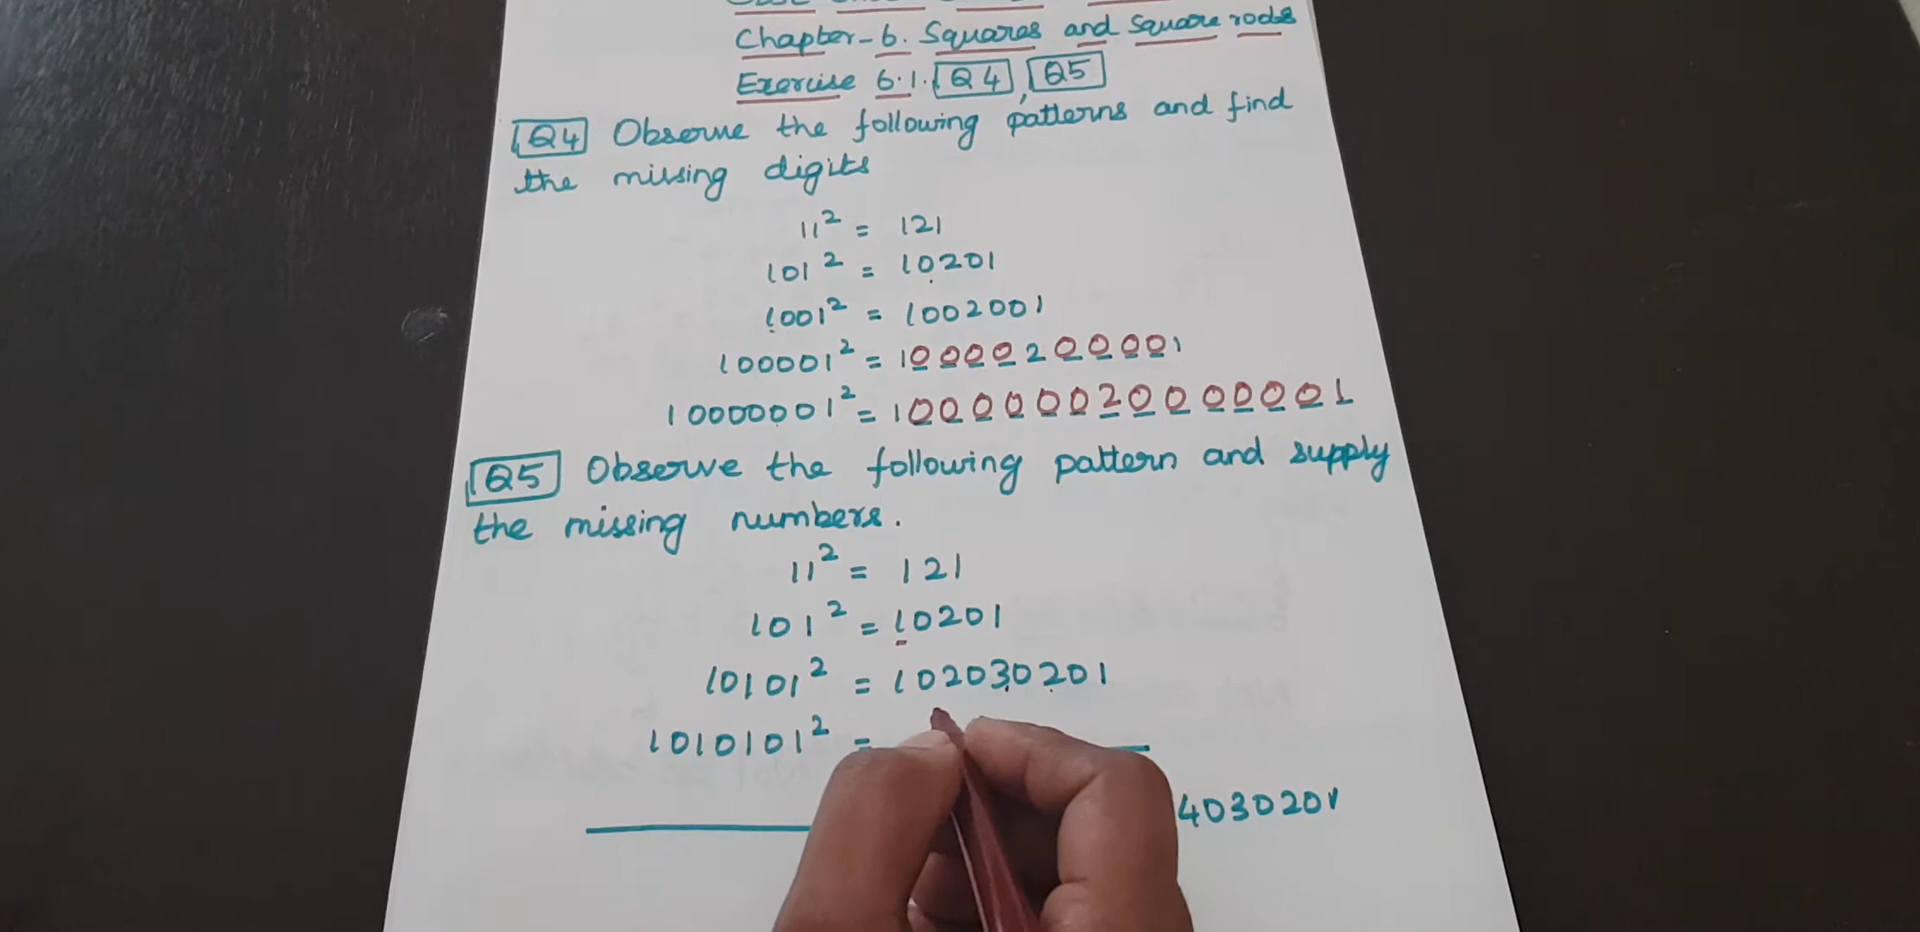 Chapter-6. Squares and Square roots
Exercise 6.1. Q4, Q5
Q4 Observe the following patterns and find
the missing digits
11² = 121
101² = 10201
1001² = 1002001
100001² = 10000200001
10000001² = 100000020000001
Q5 Observe the following pattern and supply
the missing numbers.
11² = 121
101² = 10201
10101² = 102030201
1010101² =
4030201